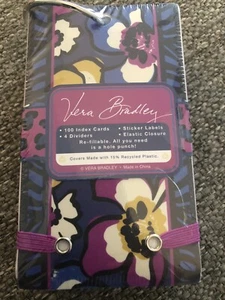 Vera Bradley
• 100 Index Cards • Sticker Labels
• 4 Dividers • Elastic Closure
Re-fillable. All you need
is a hole punch!
Covers Made with 15% Recycled Plastic.
© VERA BRADLEY • Made in China